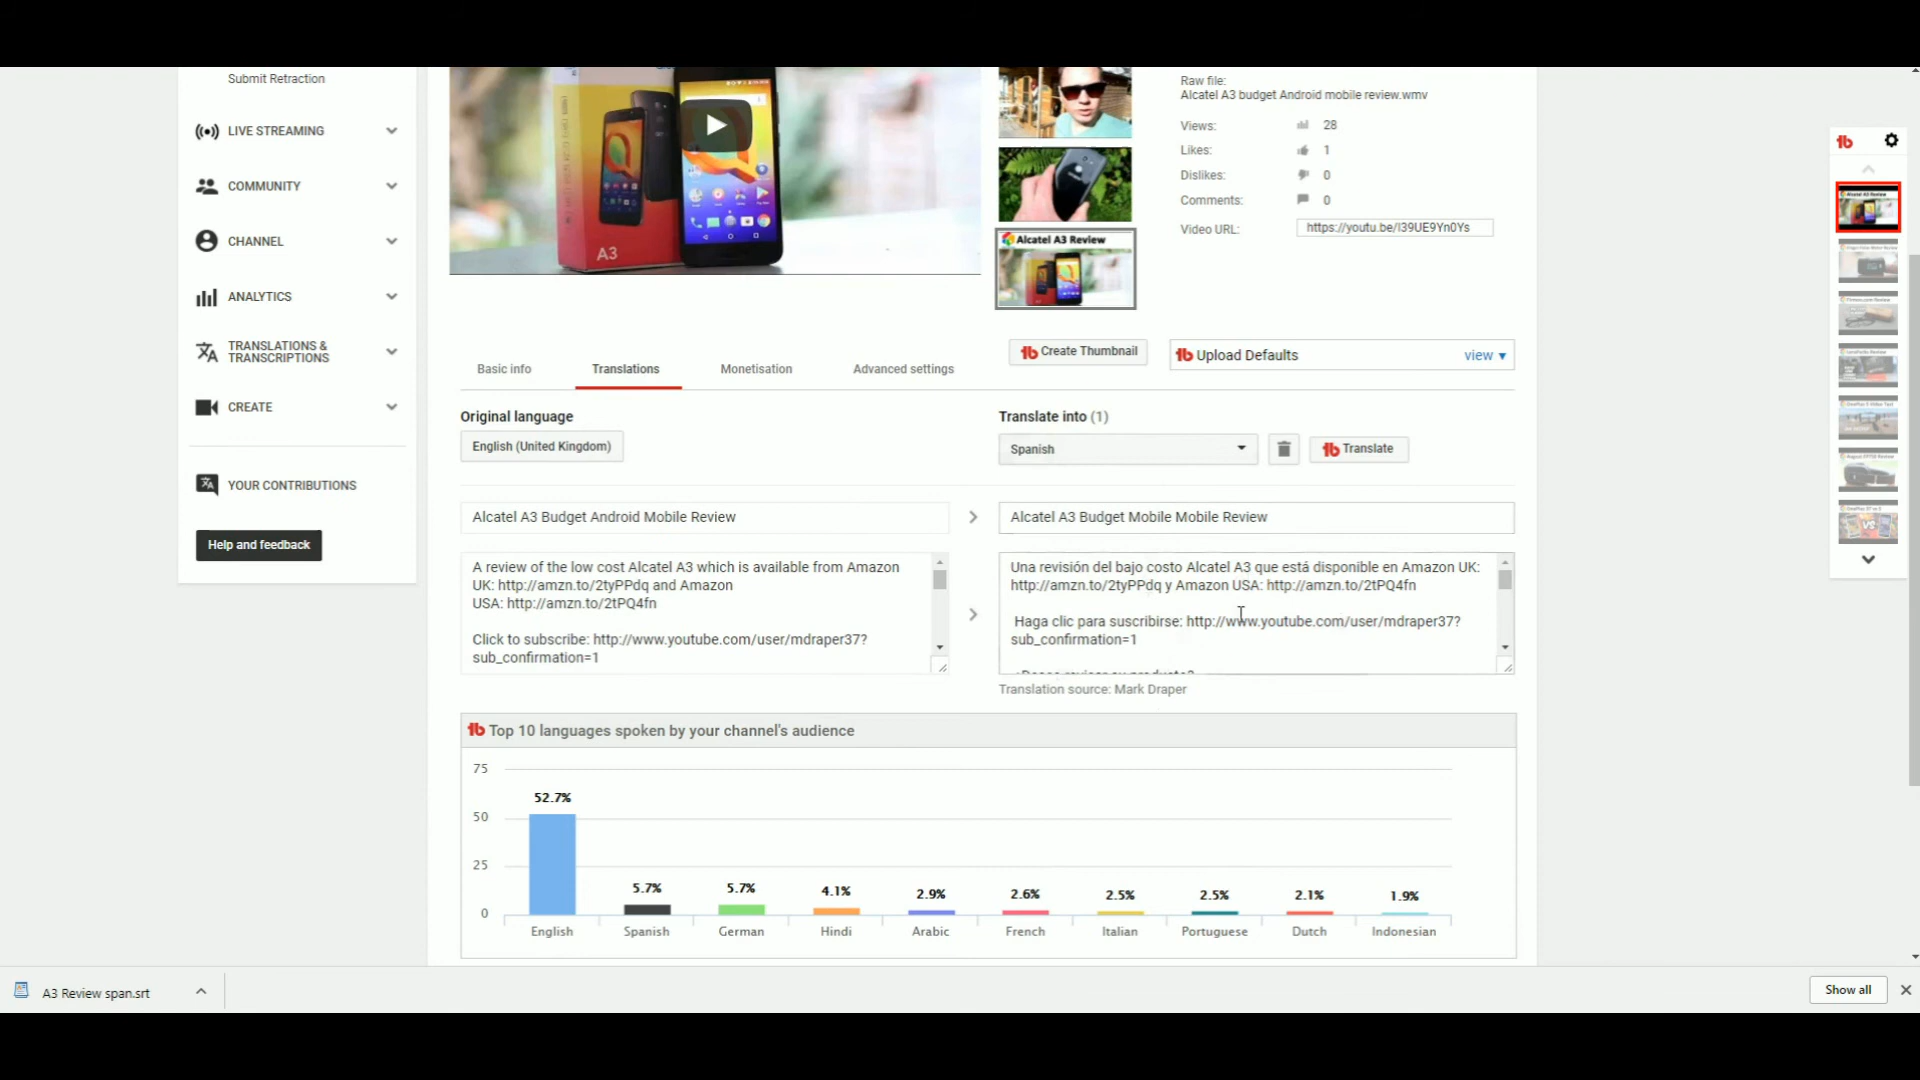 Submit Retraction
LIVE STREAMING
COMMUNITY
CHANNEL
ANALYTICS
TRANSLATIONS &
TRANSCRIPTIONS
CREATE
YOUR CONTRIBUTIONS
Help and feedback
A3
Alcatel A3 Review
Raw file:
Alcatel A3 budget Android mobile review.wmv
Views: 28
Likes: 1
Dislikes: 0
Comments: 0
Video URL: https://youtu.be/I39UE9Yn0Ys
Create Thumbnail
Upload Defaults view
Basic info Translations Monetisation Advanced settings
Original language
English (United Kingdom)
Translate into (1)
Spanish
Translate
Alcatel A3 Budget Android Mobile Review
Alcatel A3 Budget Mobile Mobile Review
A review of the low cost Alcatel A3 which is available from Amazon
UK: http://amzn.to/2tyPPdq and Amazon
USA: http://amzn.to/2tPQ4fn
Click to subscribe: http://www.youtube.com/user/mdraper37?
sub_confirmation=1
Una revisión del bajo costo Alcatel A3 que está disponible en Amazon UK:
http://amzn.to/2tyPPdq y Amazon USA: http://amzn.to/2tPQ4fn
Haga clic para suscribirse: http://www.youtube.com/user/mdraper37?
sub_confirmation=1
Translation source: Mark Draper
Top 10 languages spoken by your channel's audience
75
50
25
0
52.7% 5.7% 5.7% 4.1% 2.9% 2.6% 2.5% 2.5% 2.1% 1.9%
English Spanish German Hindi Arabic French Italian Portuguese Dutch Indonesian
Alcatel A3 Review
A3 Review span.srt
Show all